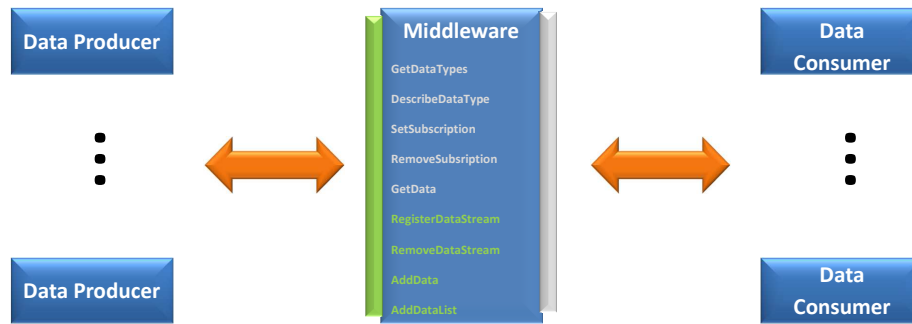 Data Producer
Middleware
GetDataTypes
DescribeDataType
SetSubscription
RemoveSubsription
GetData
RegisterDataStream
RemoveDataStream
AddData
AddDataList
Data
Consumer
Data Producer
Data
Consumer